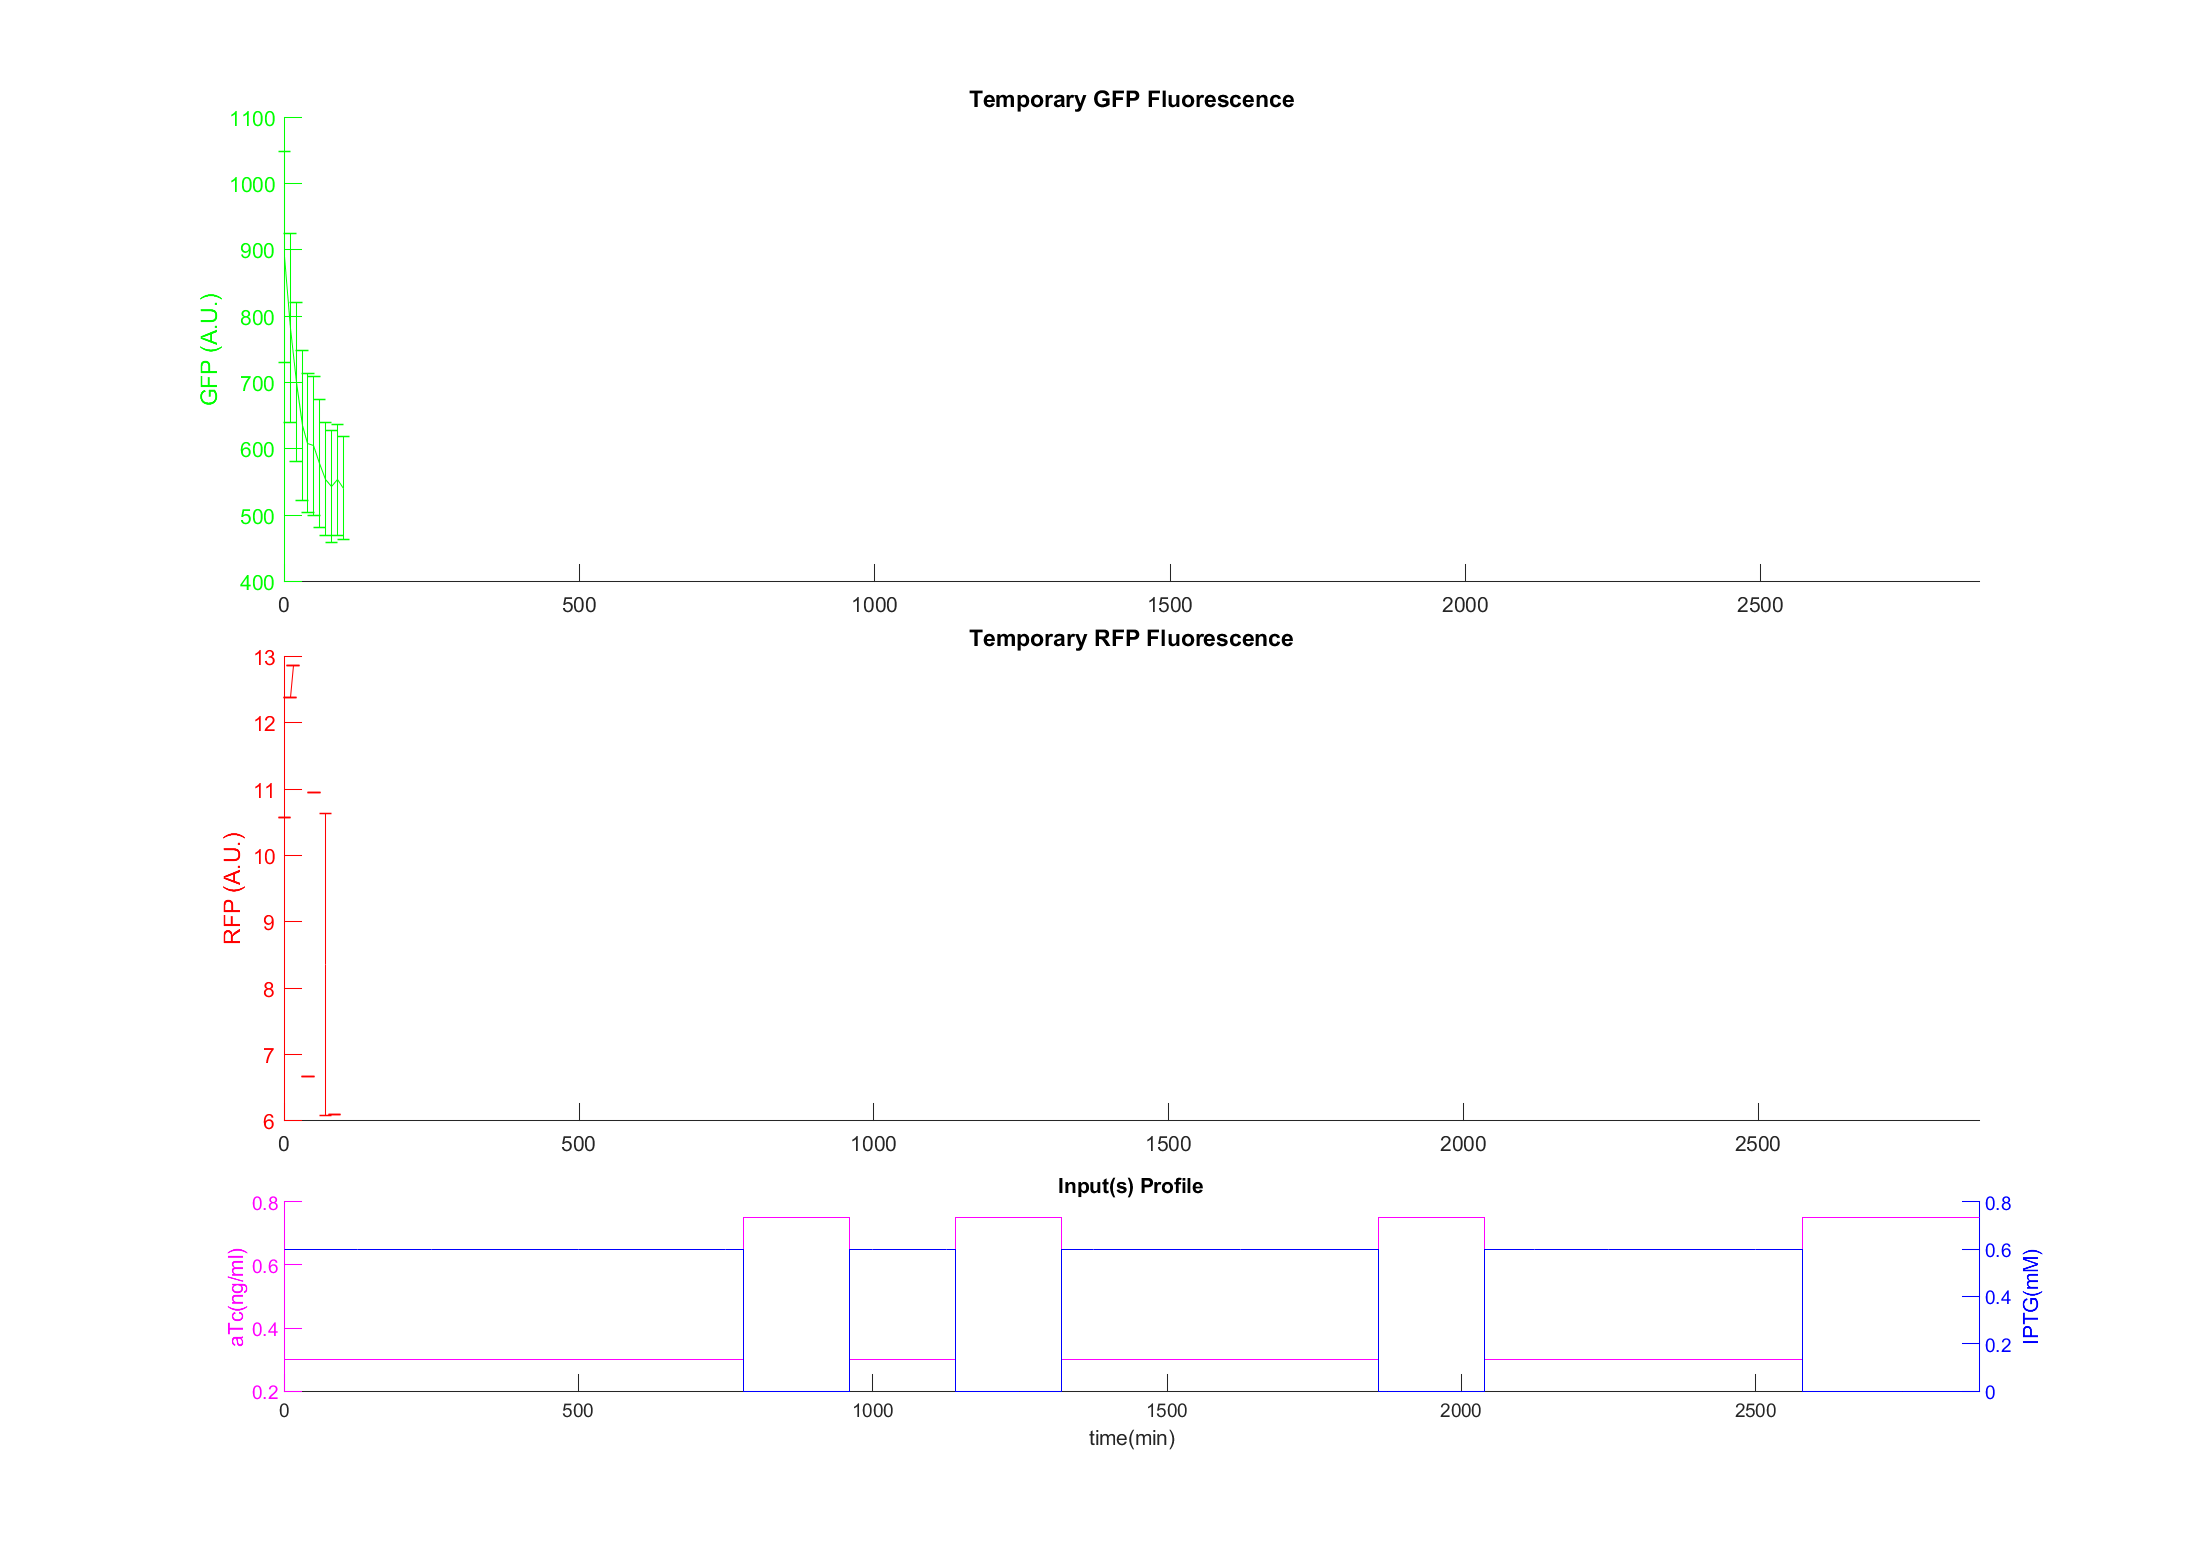 Temporary GFP Fluorescence
1100
1000
900
800
700
600
500
400
GFP (A.U.)
0 500 1000 1500 2000 2500
Temporary RFP Fluorescence
13
12
11
10
9
8
7
6
RFP (A.U.)
0 500 1000 1500 2000 2500
Input(s) Profile
0.8 0.8
0.6 0.6
0.4 0.4
0.2
0.2 0
aTc(ng/ml)
IPTG(mM)
0 500 1000 1500 2000 2500
time(min)